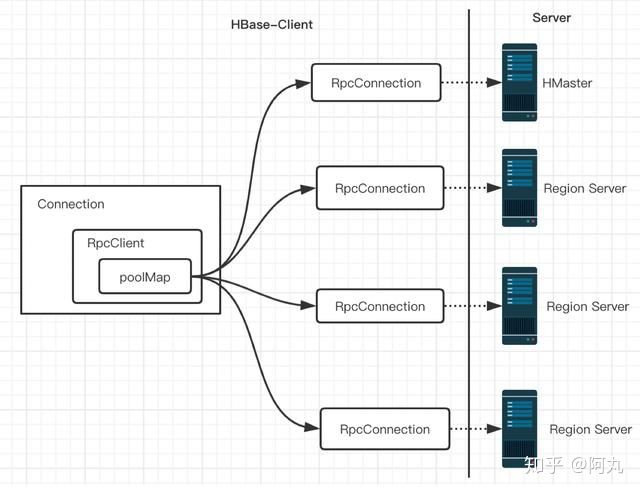 HBase-Client
Server
RpcConnection
HMaster
RpcConnection
Region Server
Connection
RpcClient
poolMap
RpcConnection
Region Server
RpcConnection
Region Server
知乎 @阿丸